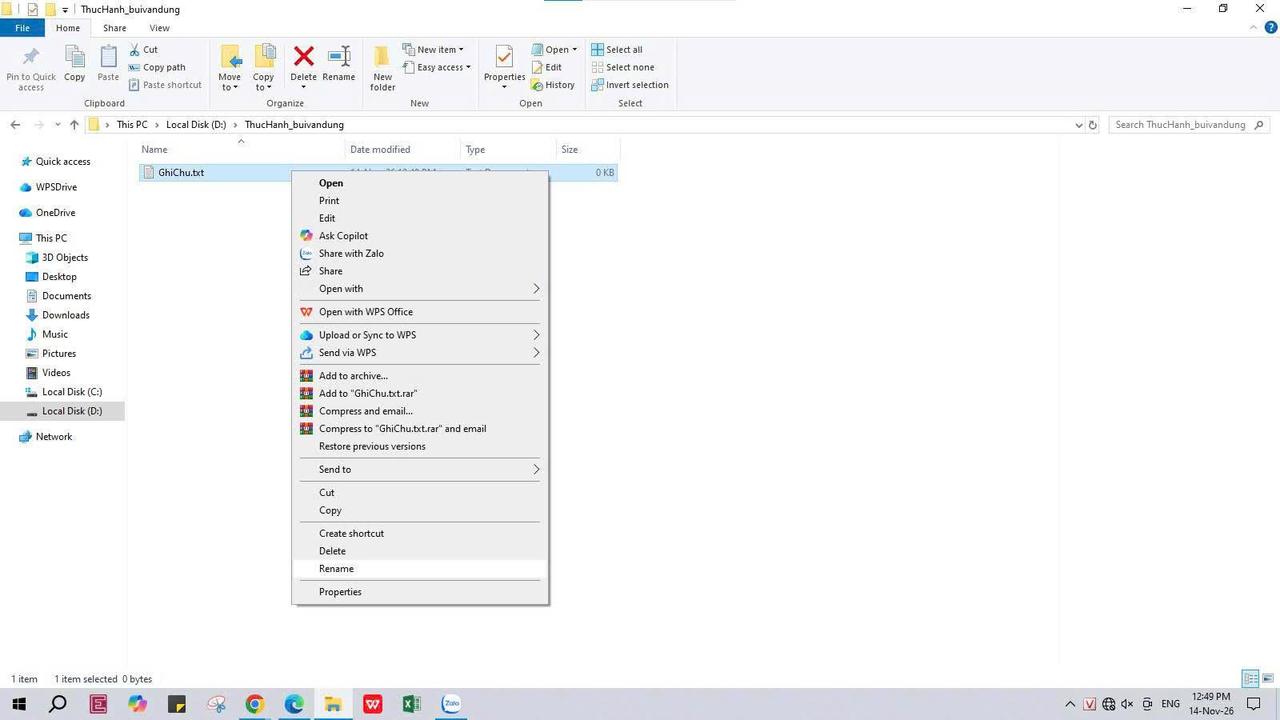 ThucHanh_buivandung
File Home Share View
Pin to Quick access
Copy
Paste
Cut
Copy path
Paste shortcut
Clipboard
Move to
Copy to
Delete
Rename
Organize
New folder
New item
Easy access
New
Properties
Open
Edit
History
Open
Select all
Select none
Invert selection
Select
This PC > Local Disk (D:) > ThucHanh_buivandung
Search ThucHanh_buivandung
Name Date modified Type Size
GhiChu.txt 0 KB
Quick access
WPSDrive
OneDrive
This PC
3D Objects
Desktop
Documents
Downloads
Music
Pictures
Videos
Local Disk (C:)
Local Disk (D:)
Network
Open
Print
Edit
Ask Copilot
Zalo Share with Zalo
Share
Open with
Open with WPS Office
Upload or Sync to WPS
Send via WPS
Add to archive...
Add to "GhiChu.txt.rar"
Compress and email...
Compress to "GhiChu.txt.rar" and email
Restore previous versions
Send to
Cut
Copy
Create shortcut
Delete
Rename
Properties
1 item 1 item selected 0 bytes
Zalo
ENG
12:49 PM
14-Nov-26